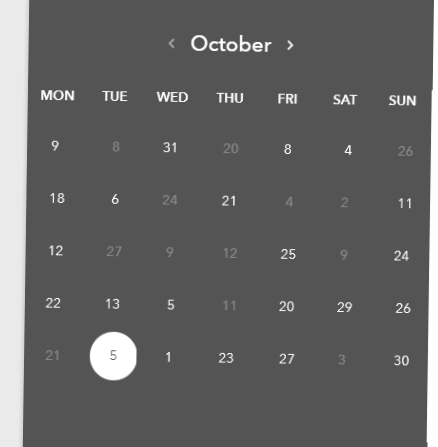 ‹ October ›
MON TUE WED THU FRI SAT SUN
9 8 31 20 8 4 26
18 6 24 21 4 2 11
12 27 9 12 25 9 24
22 13 5 11 20 29 26
21 5 1 23 27 3 30